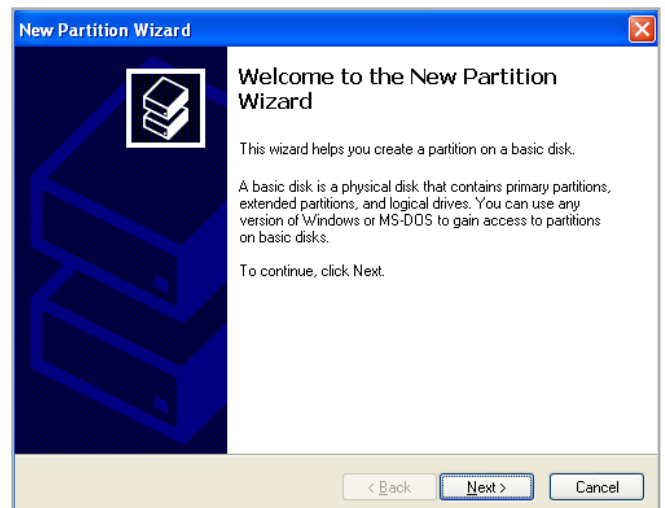 New Partition Wizard
Welcome to the New Partition
Wizard
This wizard helps you create a partition on a basic disk.
A basic disk is a physical disk that contains primary partitions,
extended partitions, and logical drives. You can use any
version of Windows or MS-DOS to gain access to partitions
on basic disks.
To continue, click Next.
< Back
Next >
Cancel